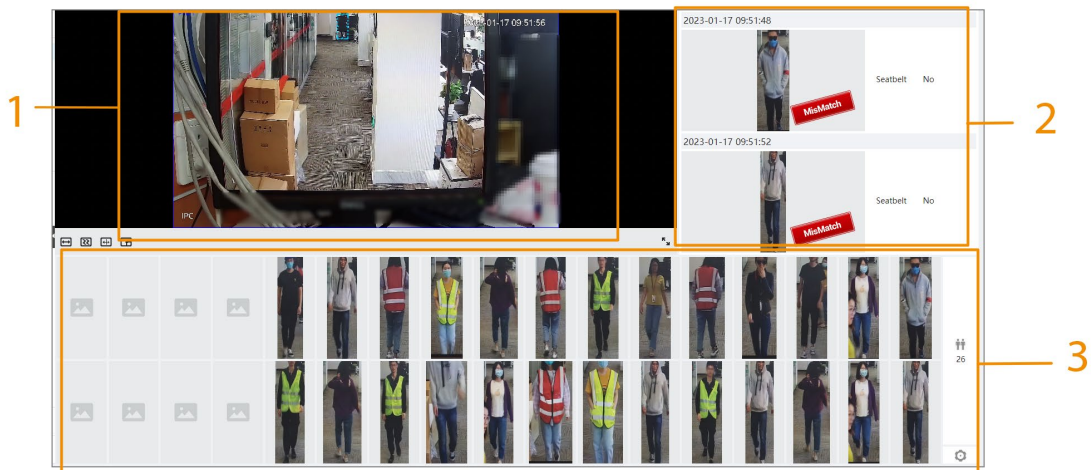 -01-17 09:51:56
IPC
1
2023-01-17 09:51:48
Seatbelt No
MisMatch
2023-01-17 09:51:52
Seatbelt No
MisMatch
2
26
3